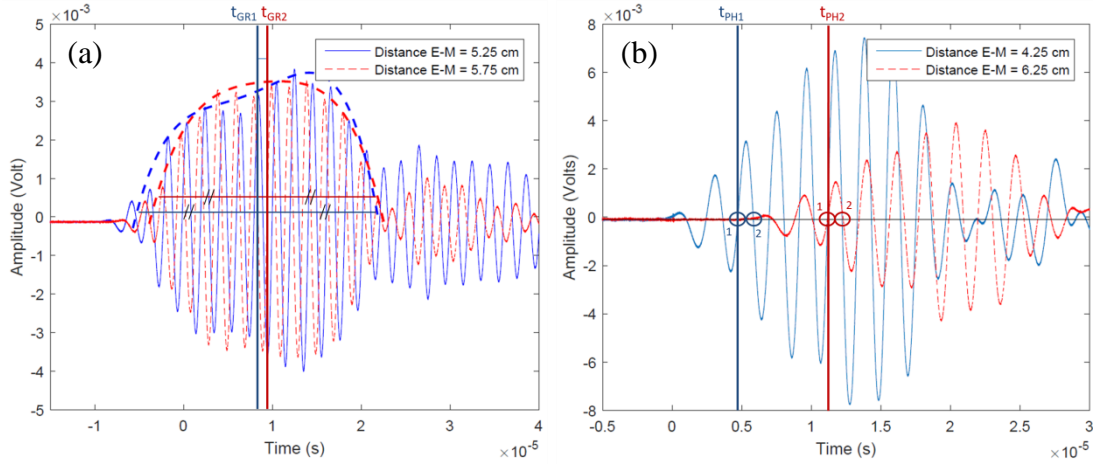 t_GR1 t_GR2
×10⁻³
(a)
Distance E-M = 5.25 cm
Distance E-M = 5.75 cm
5
4
3
2
1
0
-1
-2
-3
-4
-5
Amplitude (Volt)
// //
// //
-1 0 1 2 3 4
×10⁻⁵
Time (s)
t_PH1 t_PH2
×10⁻³
(b)
Distance E-M = 4.25 cm
Distance E-M = 6.25 cm
8
6
4
2
0
-2
-4
-6
-8
Amplitude (Volts)
1 2 1 2
-0.5 0 0.5 1 1.5 2 2.5 3
×10⁻⁵
Time (s)